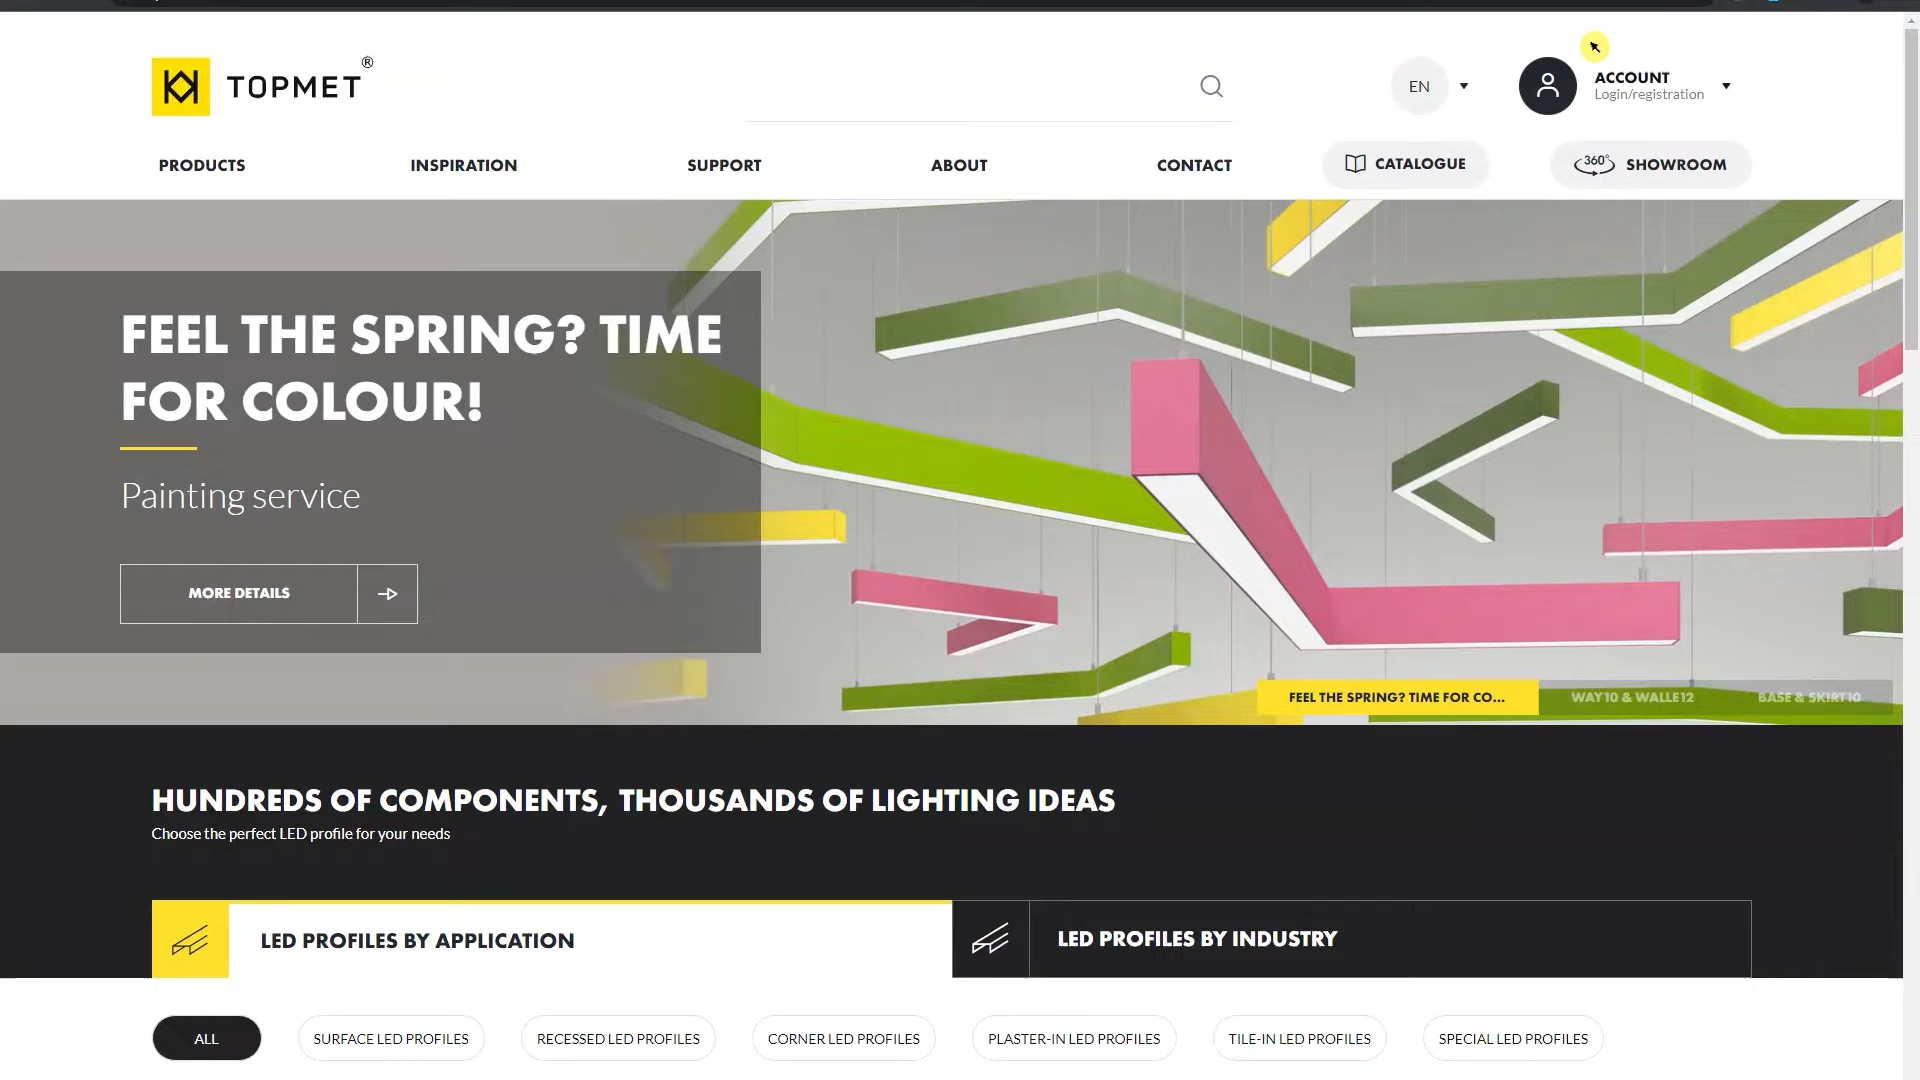 TOPMET®
EN
ACCOUNT
Login/registration
PRODUCTS
INSPIRATION
SUPPORT
ABOUT
CONTACT
CATALOGUE
360° SHOWROOM
FEEL THE SPRING? TIME
FOR COLOUR!
Painting service
MORE DETAILS
FEEL THE SPRING? TIME FOR CO...
WAY10 & WALLE12
BASE & SKIRT10
HUNDREDS OF COMPONENTS, THOUSANDS OF LIGHTING IDEAS
Choose the perfect LED profile for your needs
LED PROFILES BY APPLICATION
LED PROFILES BY INDUSTRY
ALL
SURFACE LED PROFILES
RECESSED LED PROFILES
CORNER LED PROFILES
PLASTER-IN LED PROFILES
TILE-IN LED PROFILES
SPECIAL LED PROFILES